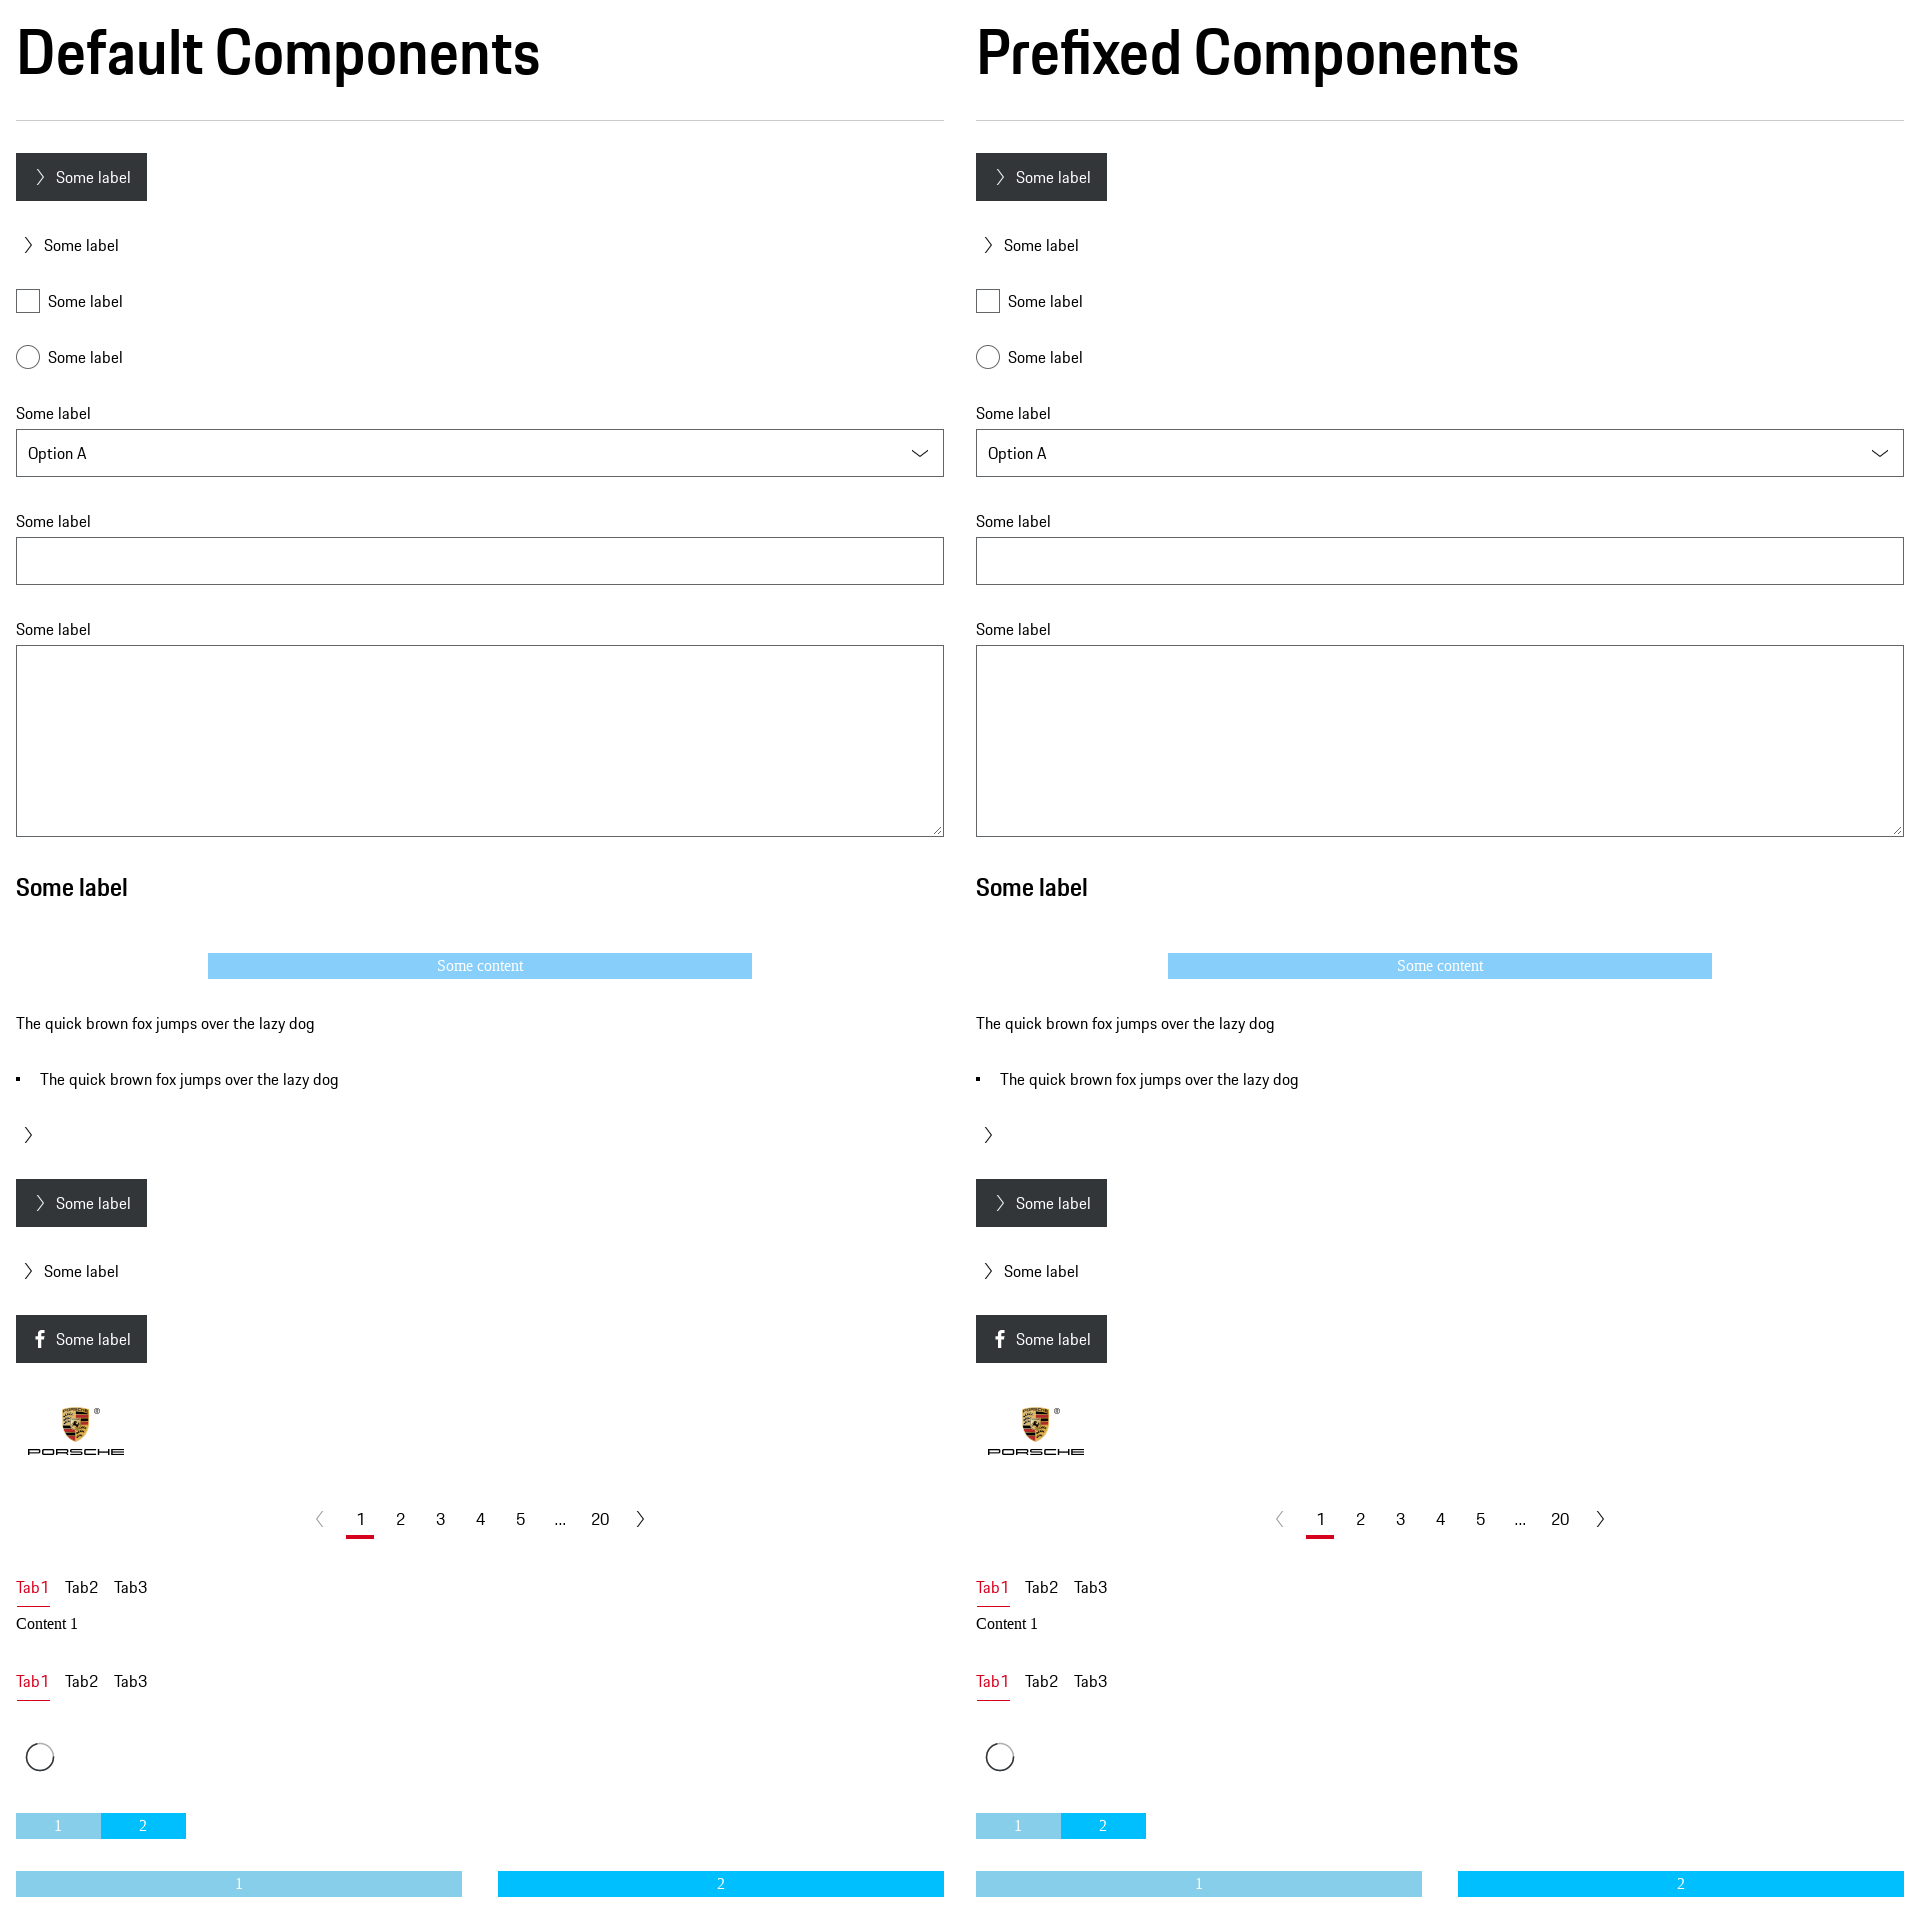 Default Components
Some label
Some label
Some label
Some label
Some label
Option A
Some label
Some label
Some label
Some content
The quick brown fox jumps over the lazy dog
The quick brown fox jumps over the lazy dog
Some label
Some label
Some label
PORSCHE
1 2 3 4 5 ... 20
Tab1 Tab2 Tab3
Content 1
Tab1 Tab2 Tab3
1 2
1 2
Prefixed Components
Some label
Some label
Some label
Some label
Some label
Option A
Some label
Some label
Some label
Some content
The quick brown fox jumps over the lazy dog
The quick brown fox jumps over the lazy dog
Some label
Some label
Some label
PORSCHE
1 2 3 4 5 ... 20
Tab1 Tab2 Tab3
Content 1
Tab1 Tab2 Tab3
1 2
1 2